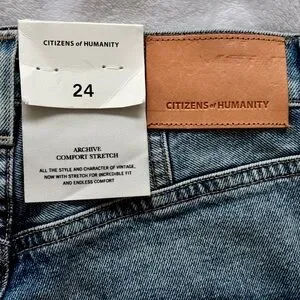 CITIZENS of HUMANITY
24
ARCHIVE
COMFORT STRETCH
ALL THE STYLE AND CHARACTER OF VINTAGE,
NOW WITH STRETCH FOR INCREDIBLE FIT
AND ENDLESS COMFORT
CITIZENS of HUMANITY